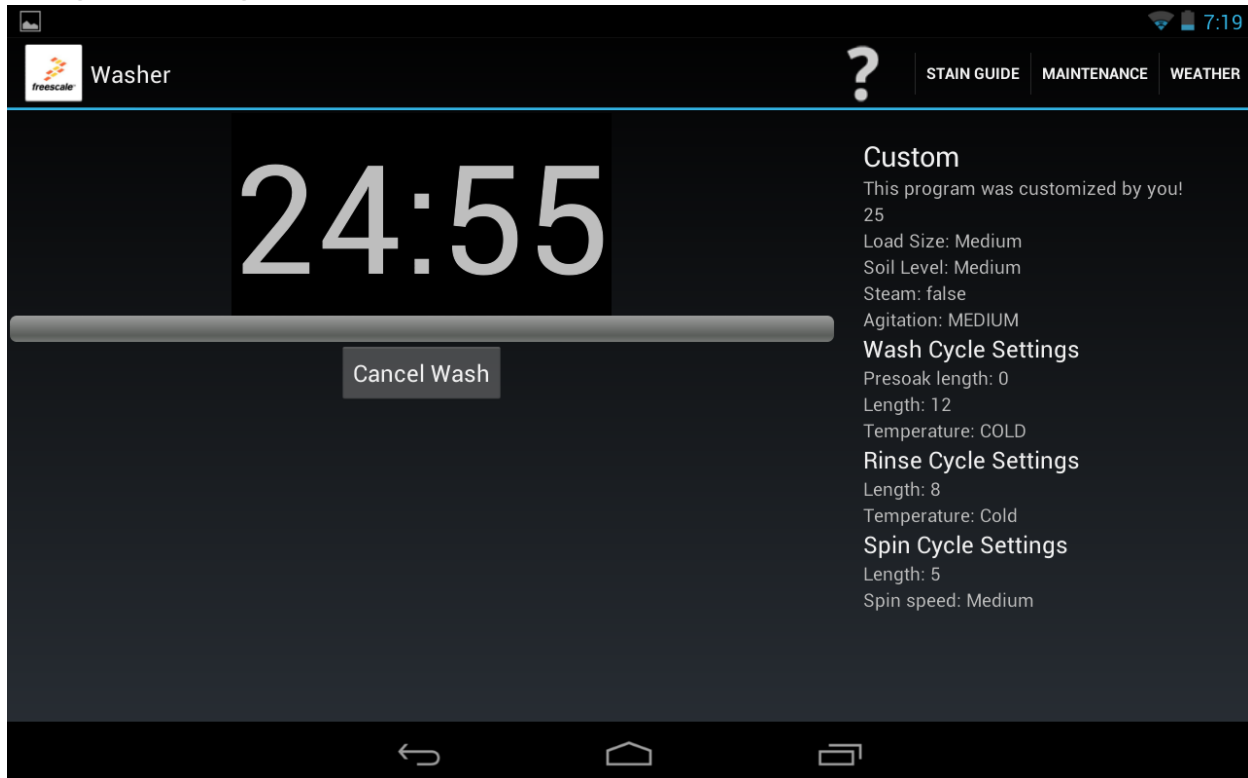 7:19
freescale
Washer
?
STAIN GUIDE
MAINTENANCE
WEATHER
24:55
Cancel Wash
Custom
This program was customized by you!
25
Load Size: Medium
Soil Level: Medium
Steam: false
Agitation: MEDIUM
Wash Cycle Settings
Presoak length: 0
Length: 12
Temperature: COLD
Rinse Cycle Settings
Length: 8
Temperature: Cold
Spin Cycle Settings
Length: 5
Spin speed: Medium